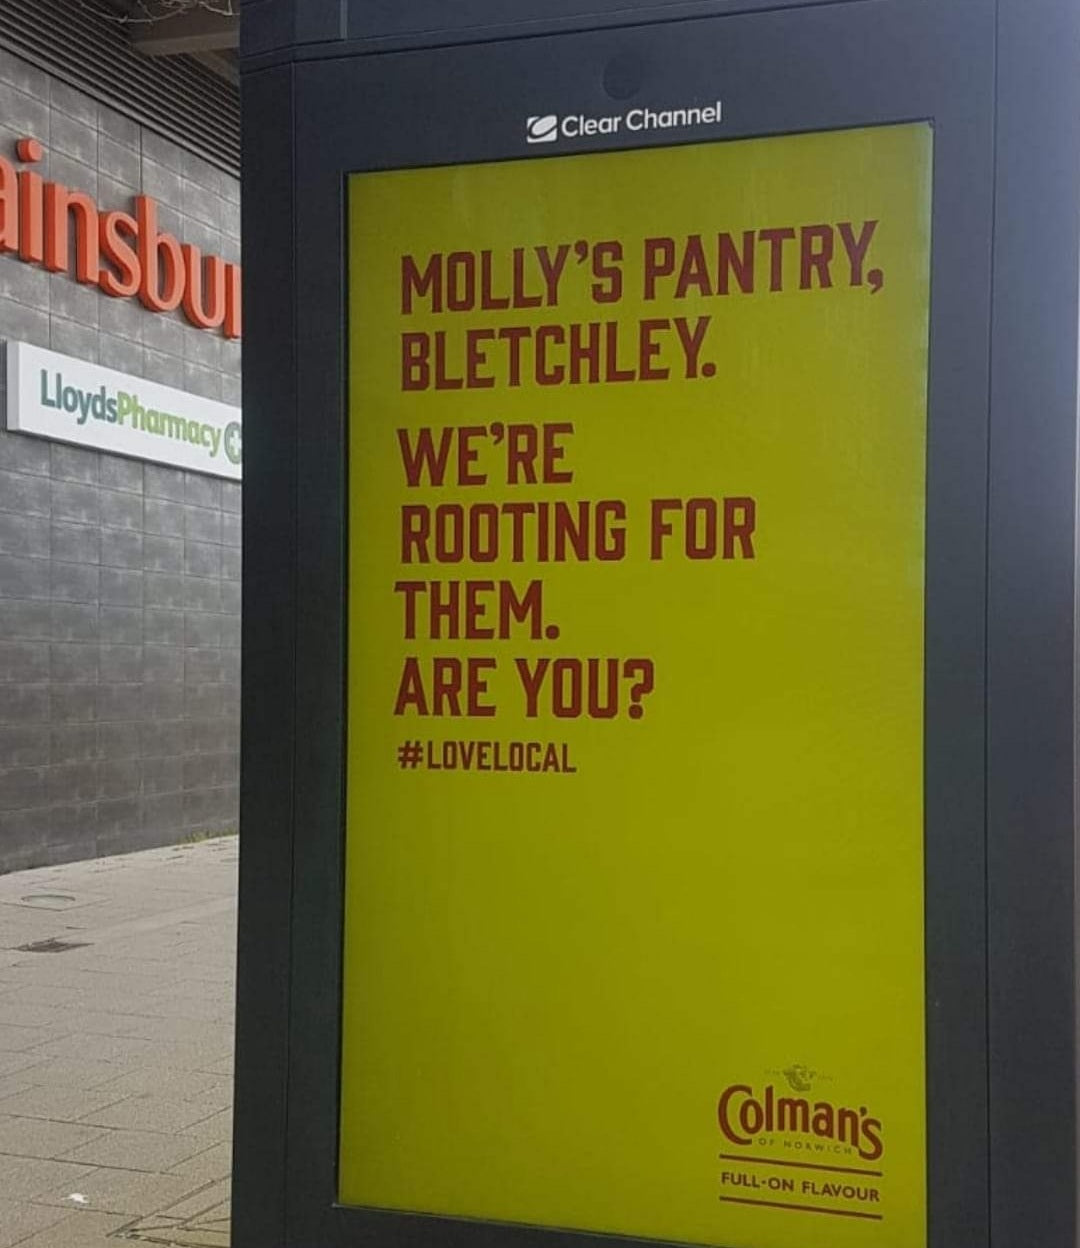 Clear Channel
ainsbu
LloydsPharmacy
MOLLY'S PANTRY,
BLETCHLEY.
WE'RE
ROOTING FOR
THEM.
ARE YOU?
#LOVELOCAL
Colman's
OF NORWICH
FULL-ON FLAVOUR